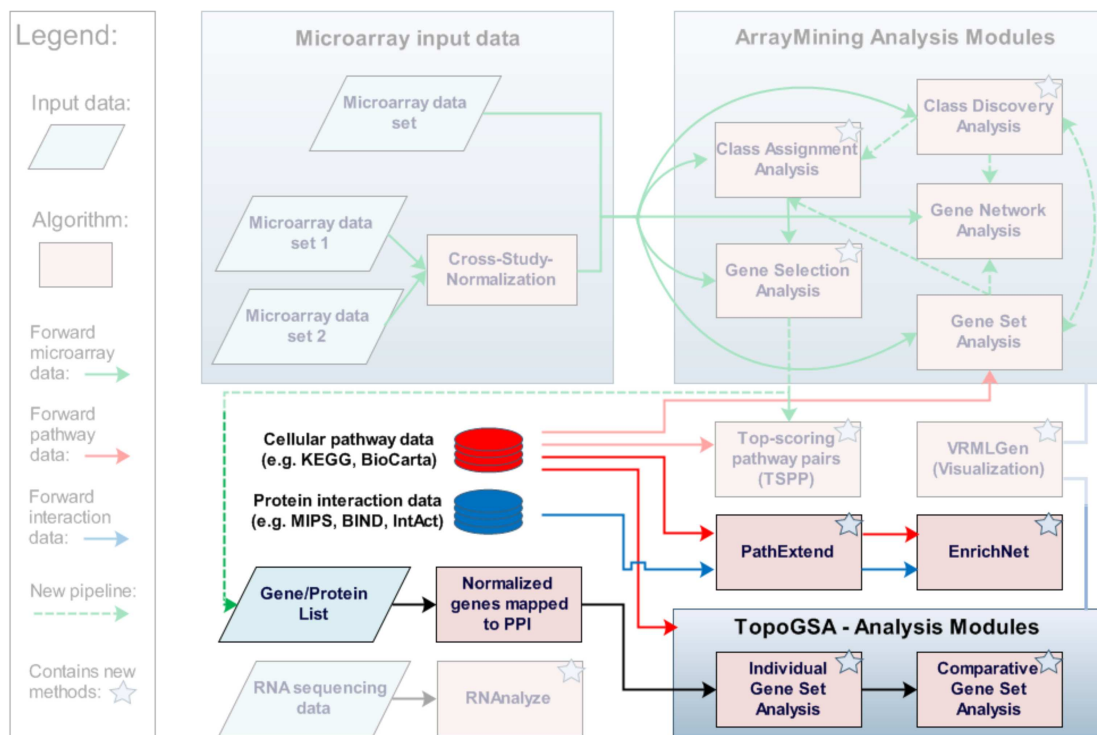 Legend:
Input data:
Algorithm:
Forward
microarray
data:
Forward
pathway
data:
Forward
interaction
data:
New pipeline:
Contains new
methods:
Microarray input data
Microarray data
set
Microarray data
set 1
Microarray data
set 2
Cross-Study-
Normalization
ArrayMining Analysis Modules
Class Discovery
Analysis
Class Assignment
Analysis
Gene Network
Analysis
Gene Selection
Analysis
Gene Set
Analysis
Cellular pathway data
(e.g. KEGG, BioCarta)
Top-scoring
pathway pairs
(TSPP)
VRMLGen
(Visualization)
Protein interaction data
(e.g. MIPS, BIND, IntAct)
PathExtend
EnrichNet
Gene/Protein
List
Normalized
genes mapped
to PPI
TopoGSA - Analysis Modules
Individual
Gene Set
Analysis
Comparative
Gene Set
Analysis
RNA sequencing
data
RNAnalyze